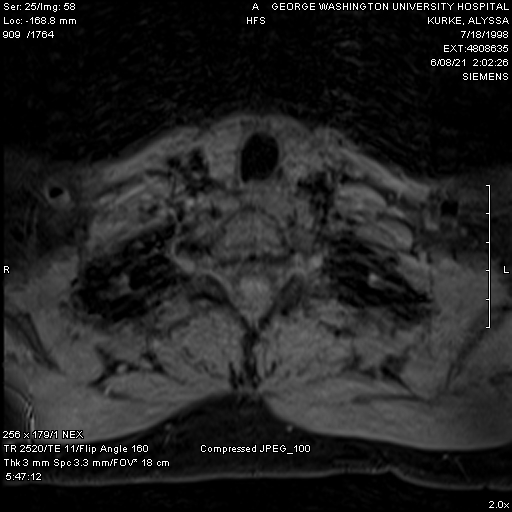 Ser: 25/Img: 58
Loc: -168.8 mm
909 /1764
A
HFS
GEORGE WASHINGTON UNIVERSITY HOSPITAL
KURKE, ALYSSA
7/18/1998
EXT:4808635
6/08/21 2:02:26
SIEMENS
R
L
256 x 179/1 NEX
TR 2520/TE 11/Flip Angle 160
Thk 3 mm Spc 3.3 mm/FOV* 18 cm
5:47:12
Compressed JPEG_100
2.0x